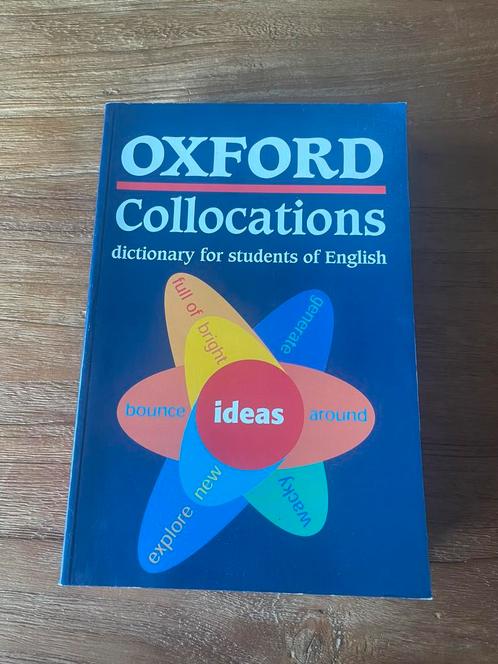 OXFORD
Collocations
dictionary for students of English
full of bright
generate
bounce ideas around
explore new
wacky